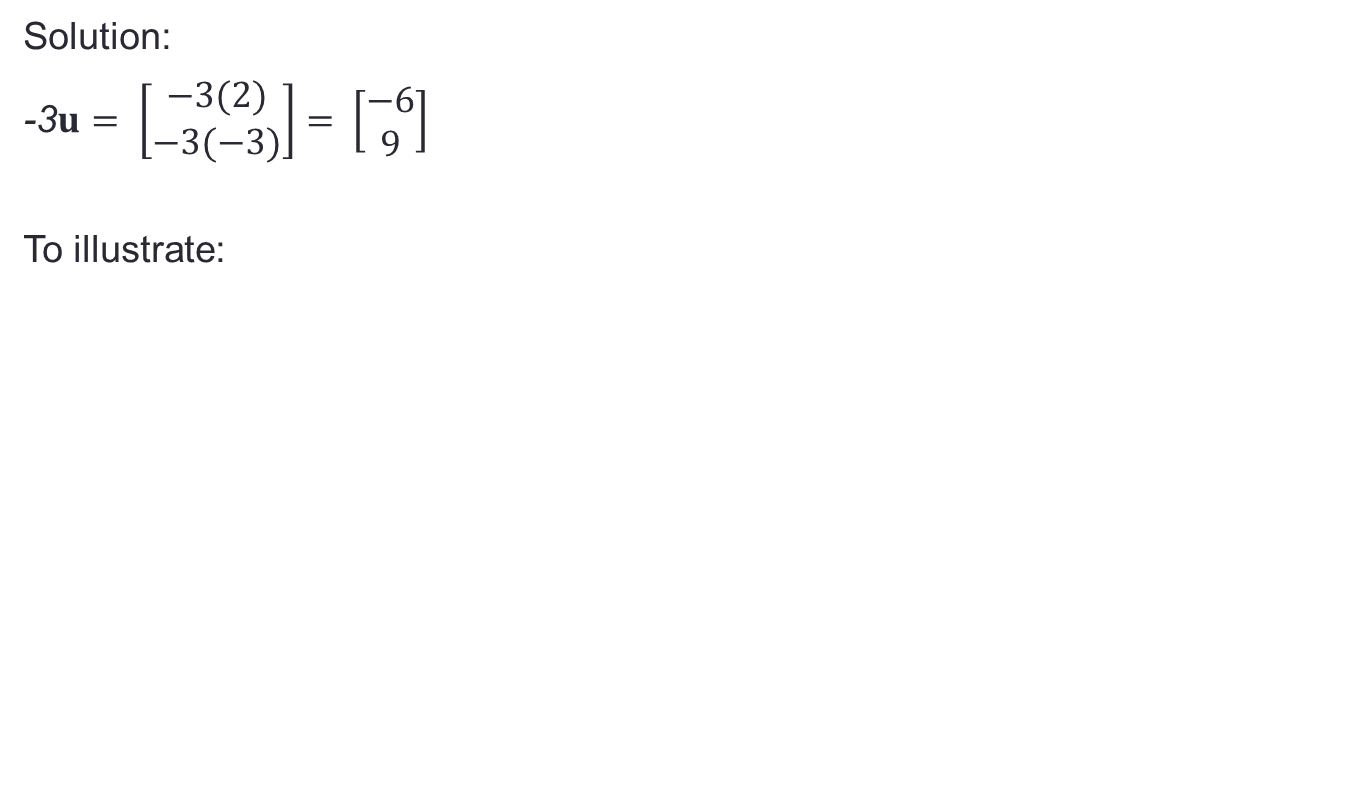 Solution:
-3u = [−3(2) −3(−3)] = [−6 9]
To illustrate: